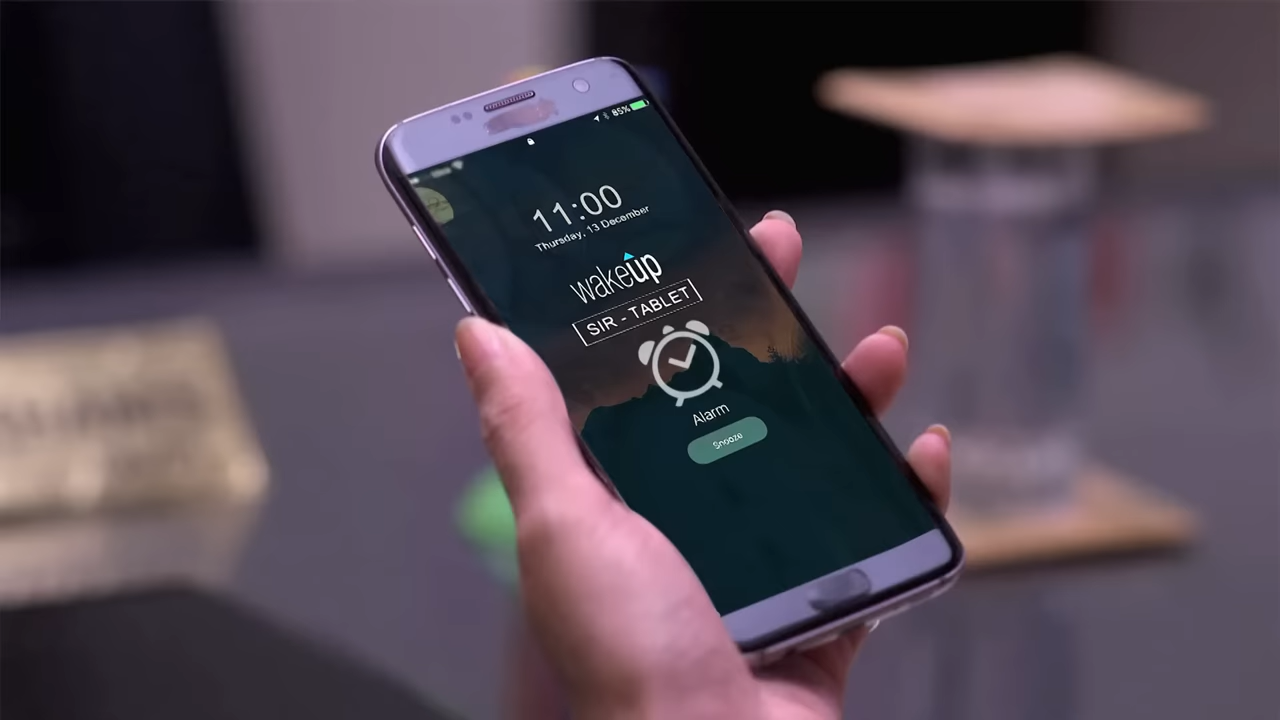 85%
11:00
Thursday, 13 December
wakeup
SIR - TABLET
Alarm
Snooze